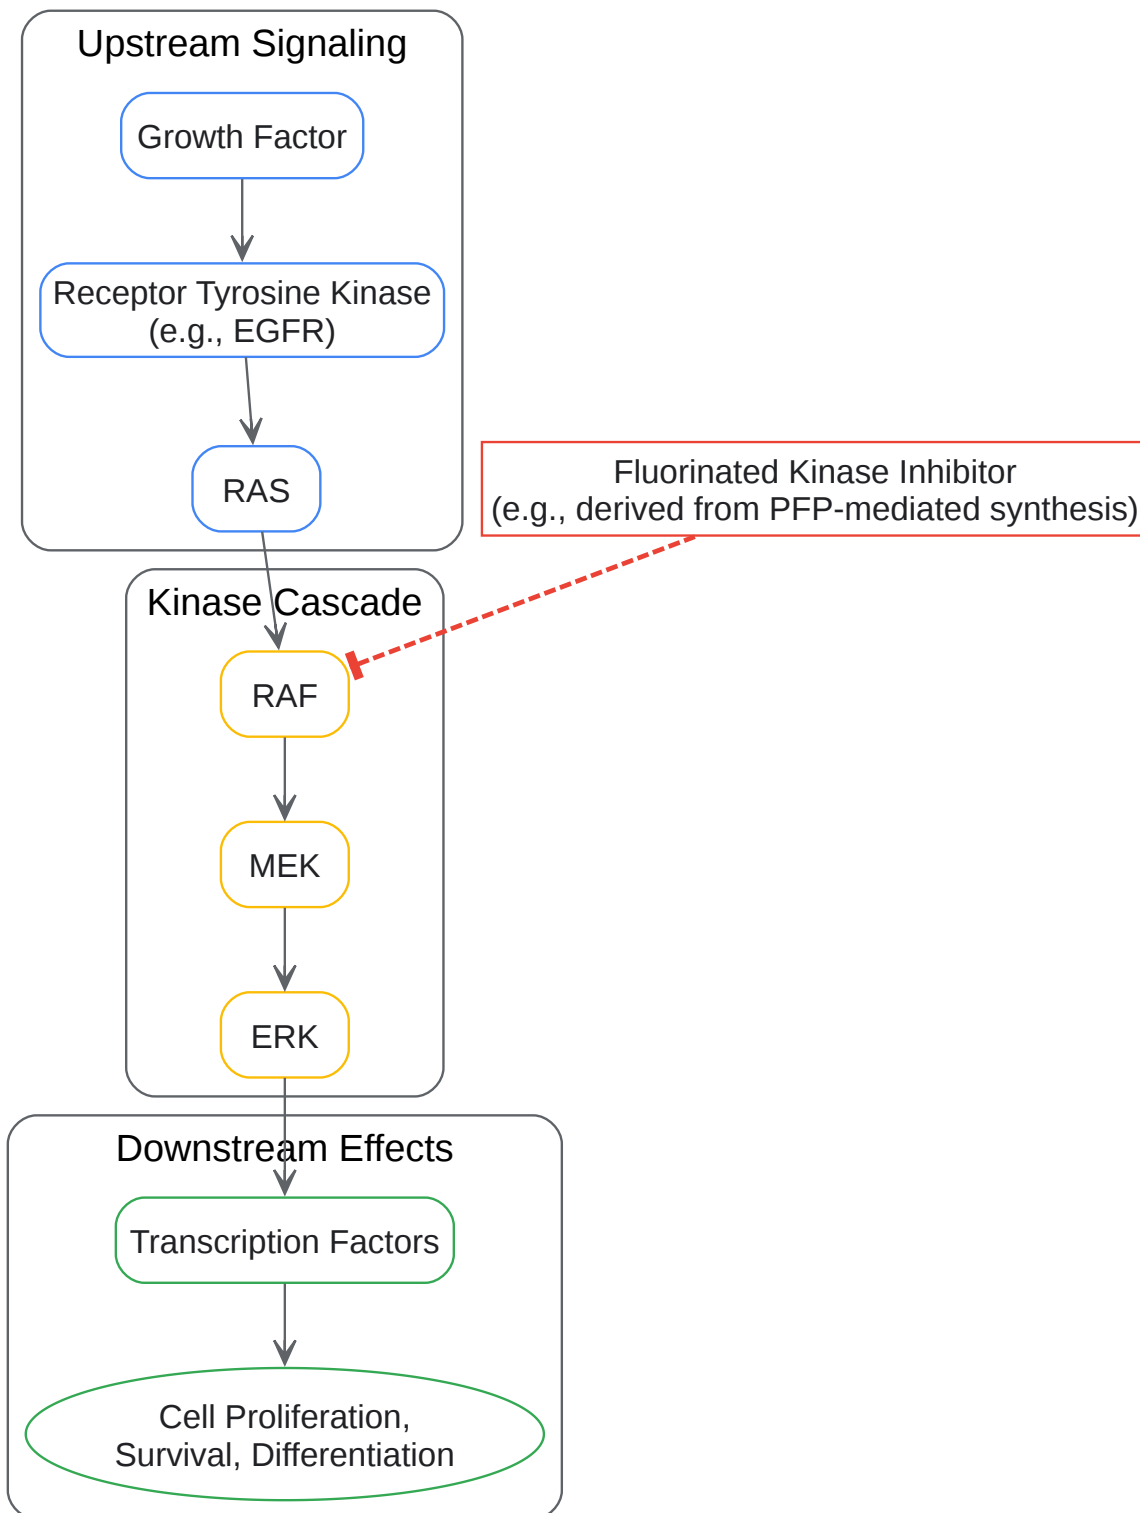 Upstream Signaling
Growth Factor
Receptor Tyrosine Kinase
(e.g., EGFR)
RAS
Fluorinated Kinase Inhibitor
(e.g., derived from PFP-mediated synthesis)
Kinase Cascade
RAF
MEK
ERK
Downstream Effects
Transcription Factors
Cell Proliferation,
Survival, Differentiation